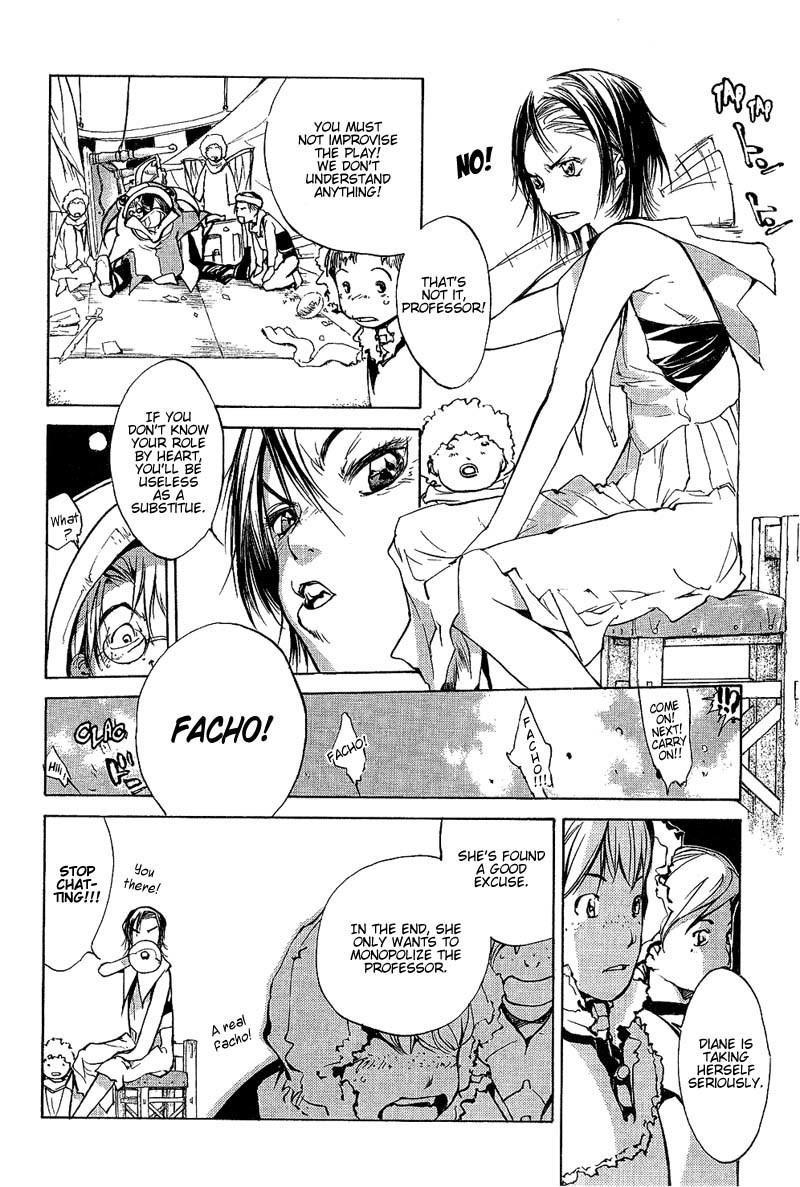 TAP TAP
NO!
THAT'S
NOT IT,
PROFESSOR!
YOU MUST
NOT IMPROVISE
THE PLAY!
WE DON'T
UNDERSTAND
ANYTHING!
IF YOU
DON'T KNOW
YOUR ROLE
BY HEART,
YOU'LL BE
USELESS
AS A
SUBSTITUE.
What
?
!!?
COME
ON!
NEXT!
CARRY
ON!!
FACHO!!!
FACHO!
FACHO!
CLAC
Hiii!
DIANE IS
TAKING
HERSELF
SERIOUSLY.
SHE'S FOUND
A GOOD
EXCUSE.
IN THE END, SHE
ONLY WANTS TO
MONOPOLIZE THE
PROFESSOR.
A real
facho!
You
there!
STOP
CHAT-
TING!!!